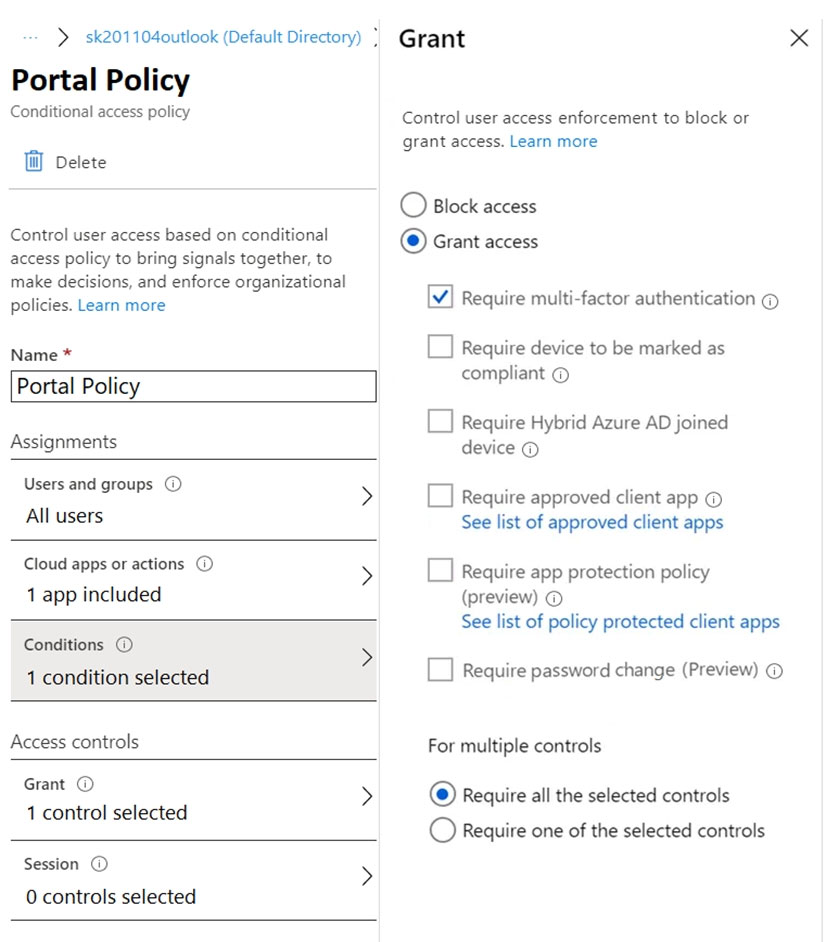 ... > sk201104outlook (Default Directory) >
Portal Policy
Conditional access policy
Delete
Control user access based on conditional
access policy to bring signals together, to
make decisions, and enforce organizational
policies. Learn more
Name *
Portal Policy
Assignments
Users and groups
All users
Cloud apps or actions
1 app included
Conditions
1 condition selected
Access controls
Grant
1 control selected
Session
0 controls selected
Grant
Control user access enforcement to block or
grant access. Learn more
Block access
Grant access
Require multi-factor authentication
Require device to be marked as
compliant
Require Hybrid Azure AD joined
device
Require approved client app
See list of approved client apps
Require app protection policy
(preview)
See list of policy protected client apps
Require password change (Preview)
For multiple controls
Require all the selected controls
Require one of the selected controls